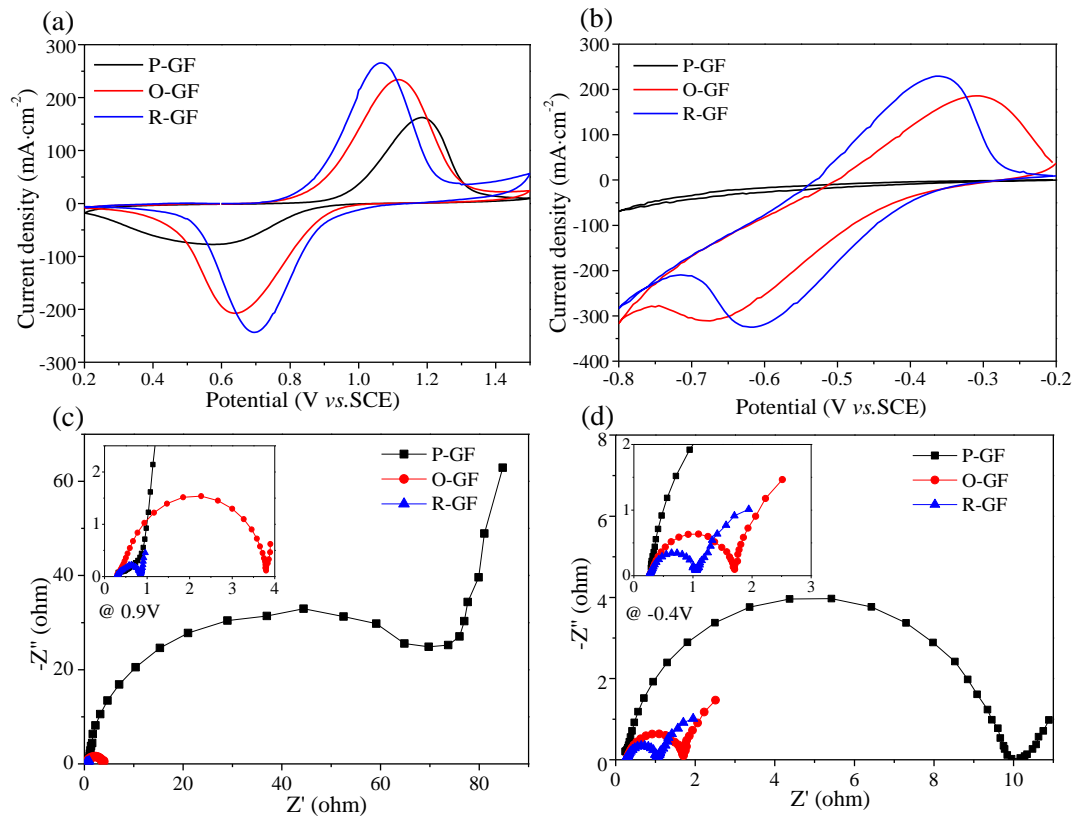 (a)
300
200
100
0
-100
-200
-300
0.2 0.4 0.6 0.8 1.0 1.2 1.4
Current density (mA·cm-2)
Potential (V vs.SCE)
P-GF
O-GF
R-GF
(b)
300
200
100
0
-100
-200
-300
-400
-0.8 -0.7 -0.6 -0.5 -0.4 -0.3 -0.2
Current density (mA·cm-2)
Potential (V vs.SCE)
P-GF
O-GF
R-GF
(c)
60
40
20
0
0 20 40 60 80
-Z" (ohm)
Z' (ohm)
P-GF
O-GF
R-GF
2
1
0
0 1 2 3 4
@ 0.9V
(d)
8
6
4
2
0
0 2 4 6 8 10
-Z" (ohm)
Z' (ohm)
P-GF
O-GF
R-GF
2
1
0
0 1 2 3
@ -0.4V